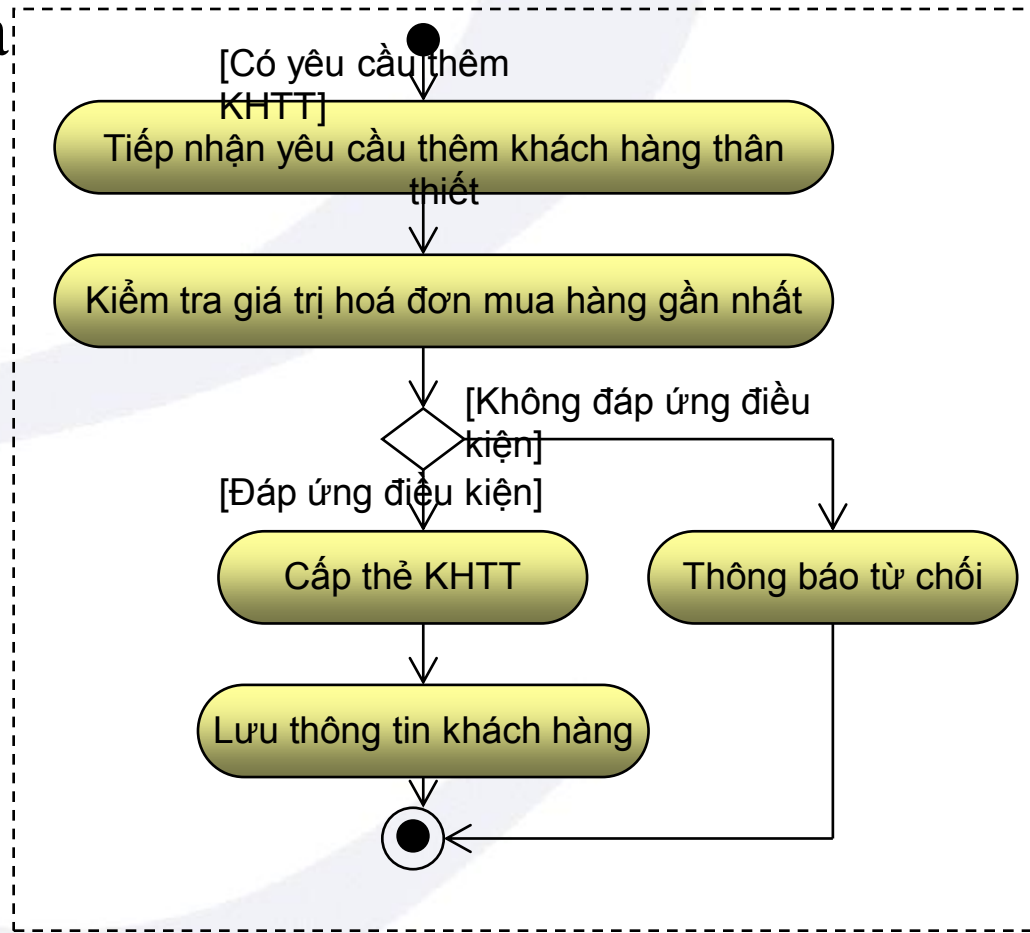 [Có yêu cầu thêm
KHTT]
Tiếp nhận yêu cầu thêm khách hàng thân
thiết
Kiểm tra giá trị hoá đơn mua hàng gần nhất
[Không đáp ứng điều
kiện]
[Đáp ứng điều kiện]
Cấp thẻ KHTT
Thông báo từ chối
Lưu thông tin khách hàng